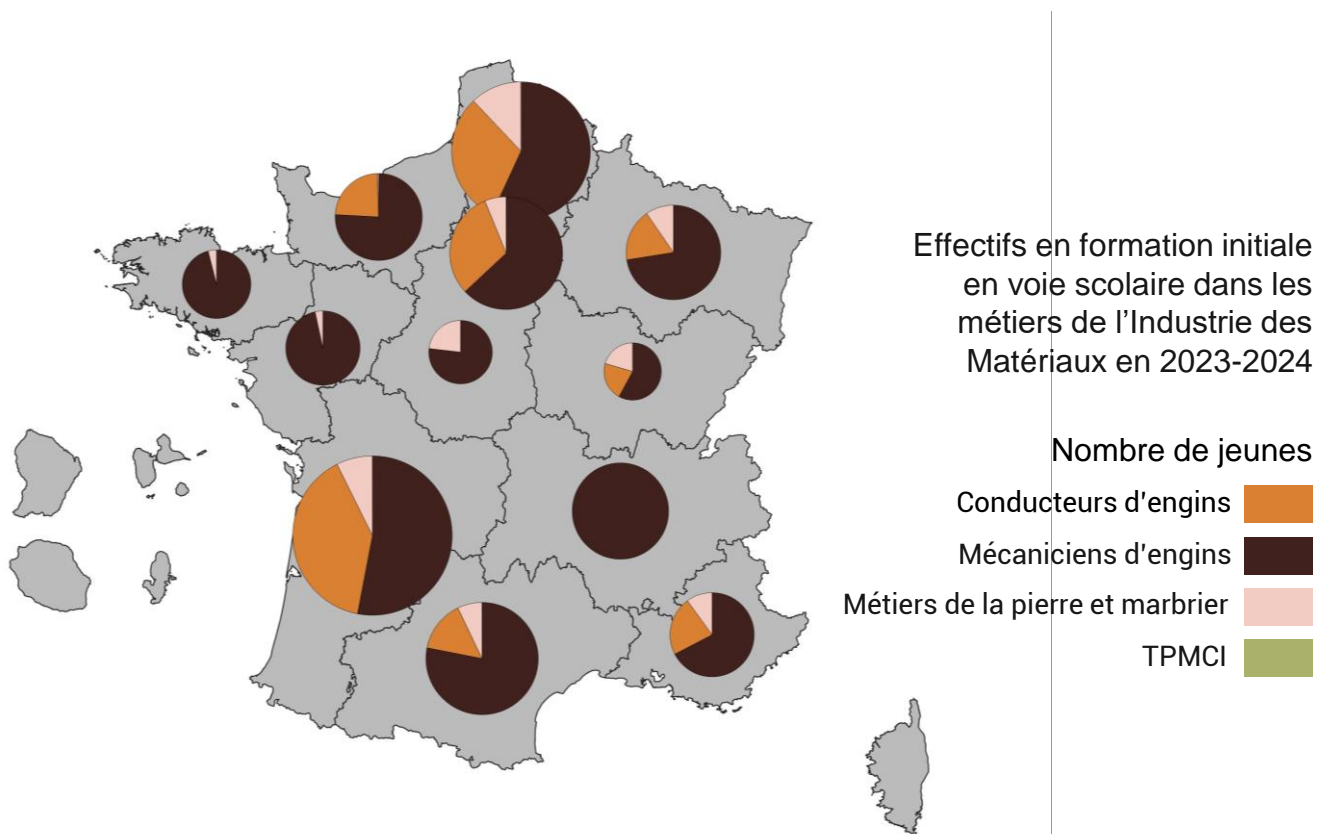 Effectifs en formation initiale
en voie scolaire dans les
métiers de l’Industrie des
Matériaux en 2023-2024
Nombre de jeunes
Conducteurs d'engins
Mécaniciens d'engins
Métiers de la pierre et marbrier
TPMCI